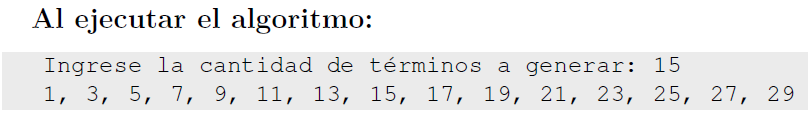 Al ejecutar el algoritmo:
Ingrese la cantidad de términos a generar: 15
1, 3, 5, 7, 9, 11, 13, 15, 17, 19, 21, 23, 25, 27, 29